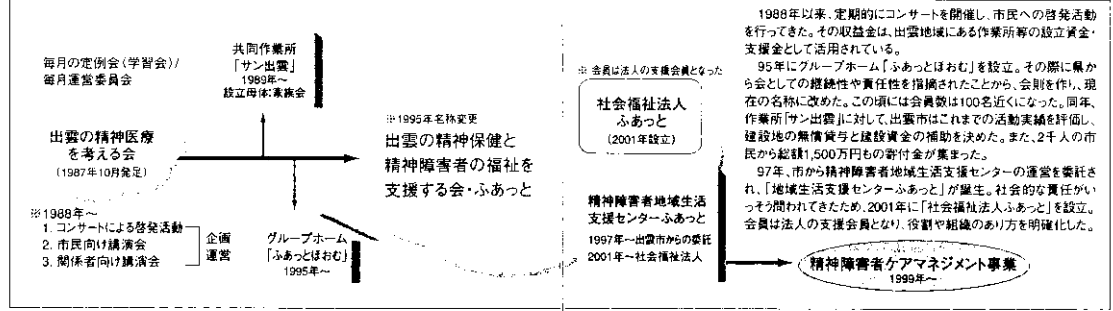 毎月の定例会(学習会)/
毎月運営委員会
共同作業所
「サン出雲」
1989年〜
設立母体:家族会
出雲の精神医療
を考える会
(1987年10月発足)
※1988年〜
1. コンサートによる啓発活動
2. 市民向け講演会
3. 関係者向け講演会
企画
運営
グループホーム
「ふあっとほおむ」
1995年〜
※1995年名称変更
出雲の精神保健と
精神障害者の福祉を
支援する会・ふあっと
※ 会員は法人の支援会員となった
社会福祉法人
ふあっと
(2001年設立)
精神障害者地域生活
支援センターふあっと
1997年〜出雲市からの委託
2001年〜社会福祉法人
精神障害者ケアマネジメント事業
1999年〜
1988年以来、定期的にコンサートを開催し、市民への啓発活動
を行ってきた。その収益金は、出雲地域にある作業所等の設立資金・
支援金として活用されている。
95年にグループホーム「ふあっとほおむ」を設立。その際に県か
ら会としての継続性や責任性を指摘されたことから、会則を作り、現
在の名称に改めた。この頃には会員数は100名近くになった。同年、
作業所「サン出雲」に対して、出雲市はこれまでの活動実績を評価し、
建設地の無償貸与と建設資金の補助を決めた。また、2千人の市
民から総額1,500万円もの寄付金が集まった。
97年、市から精神障害者地域生活支援センターの運営を委託さ
れ、「地域生活支援センターふあっと」が誕生。社会的な責任がい
っそう問われてきたため、2001年に「社会福祉法人ふあっと」を設立。
会員は法人の支援会員となり、役割や組織のあり方を明確化した。